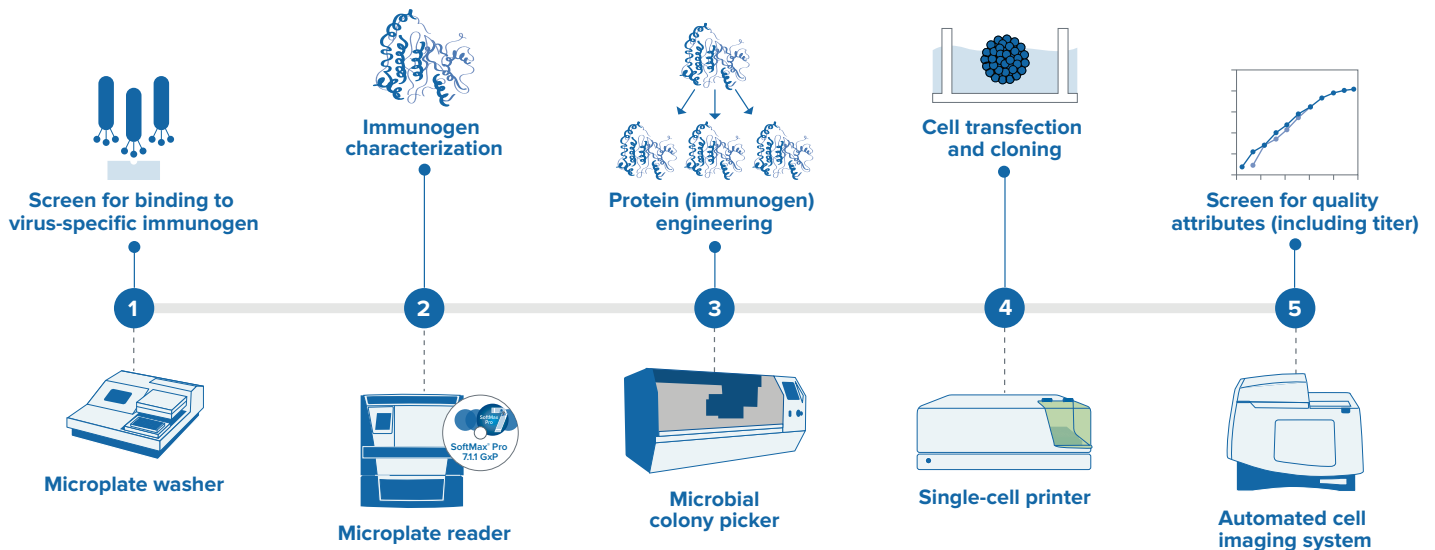 Screen for binding to
virus-specific immunogen
Immunogen
characterization
Protein (immunogen)
engineering
Cell transfection
and cloning
Screen for quality
attributes (including titer)
1
2
3
4
5
Microplate washer
SoftMax
Pro
SoftMax® Pro
7.1.1 GxP
Microplate reader
Microbial
colony picker
Single-cell printer
Automated cell
imaging system